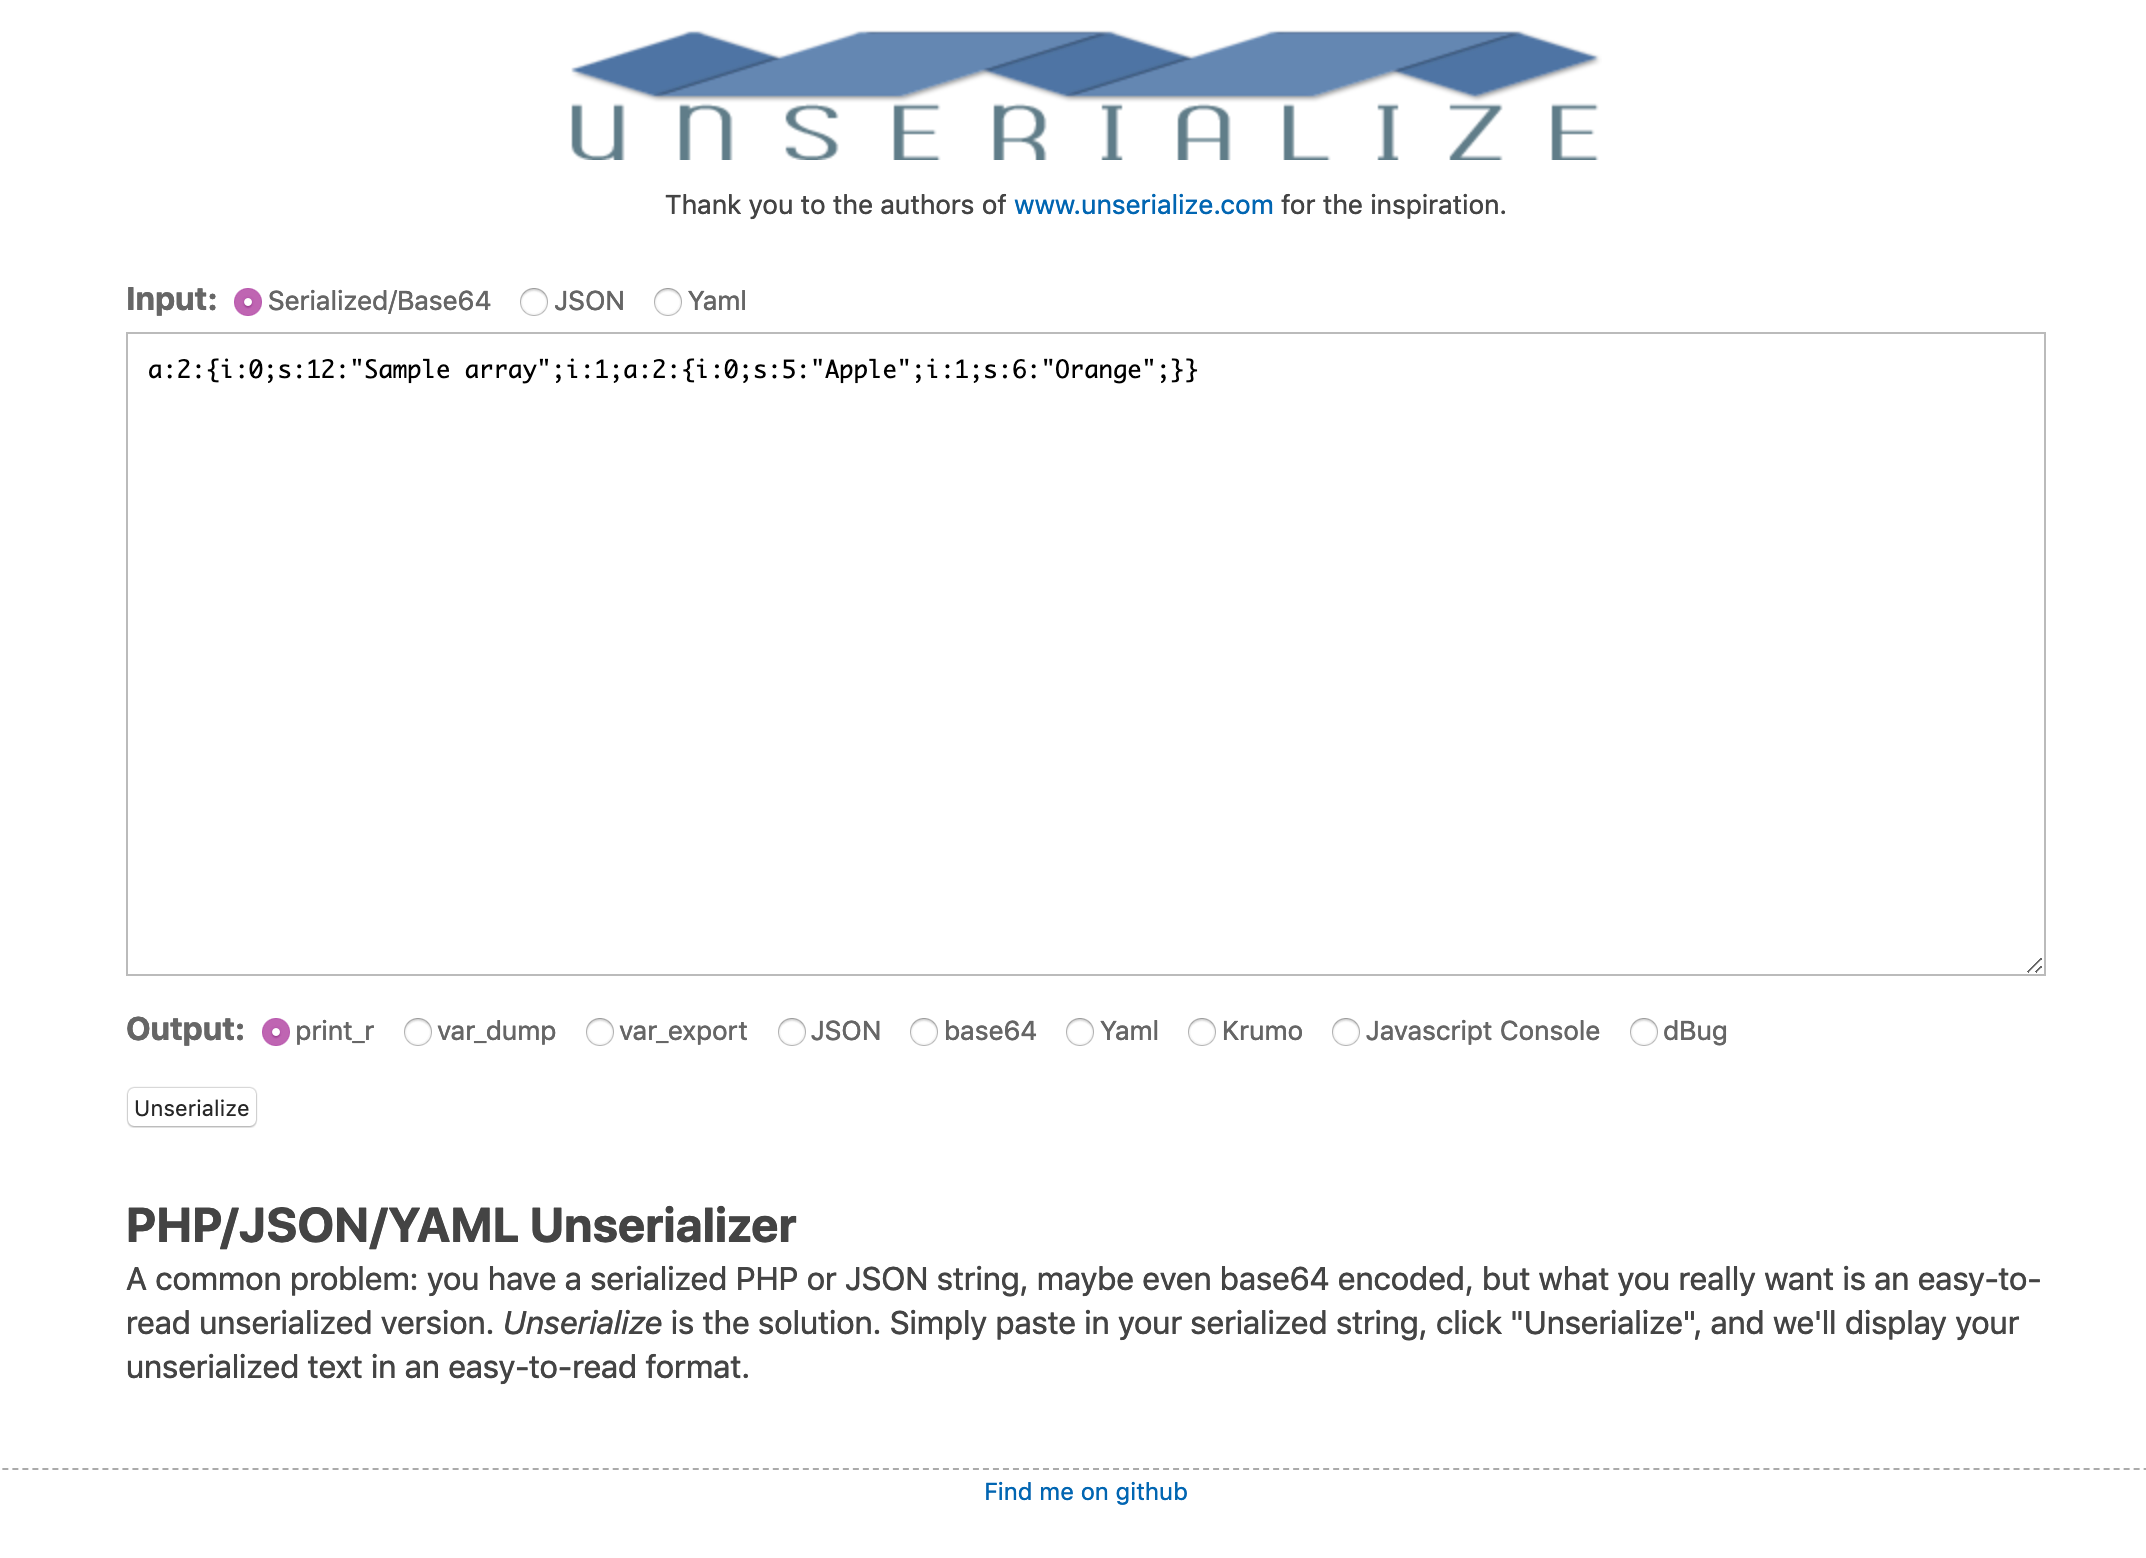 UNSERIALIZE
Thank you to the authors of www.unserialize.com for the inspiration.
Input: Serialized/Base64 JSON Yaml
a:2:{i:0;s:12:"Sample array";i:1;a:2:{i:0;s:5:"Apple";i:1;s:6:"Orange";}}
Output: print_r var_dump var_export JSON base64 Yaml Krumo Javascript Console dBug
Unserialize
PHP/JSON/YAML Unserializer
A common problem: you have a serialized PHP or JSON string, maybe even base64 encoded, but what you really want is an easy-to-
read unserialized version. Unserialize is the solution. Simply paste in your serialized string, click "Unserialize", and we'll display your
unserialized text in an easy-to-read format.
Find me on github